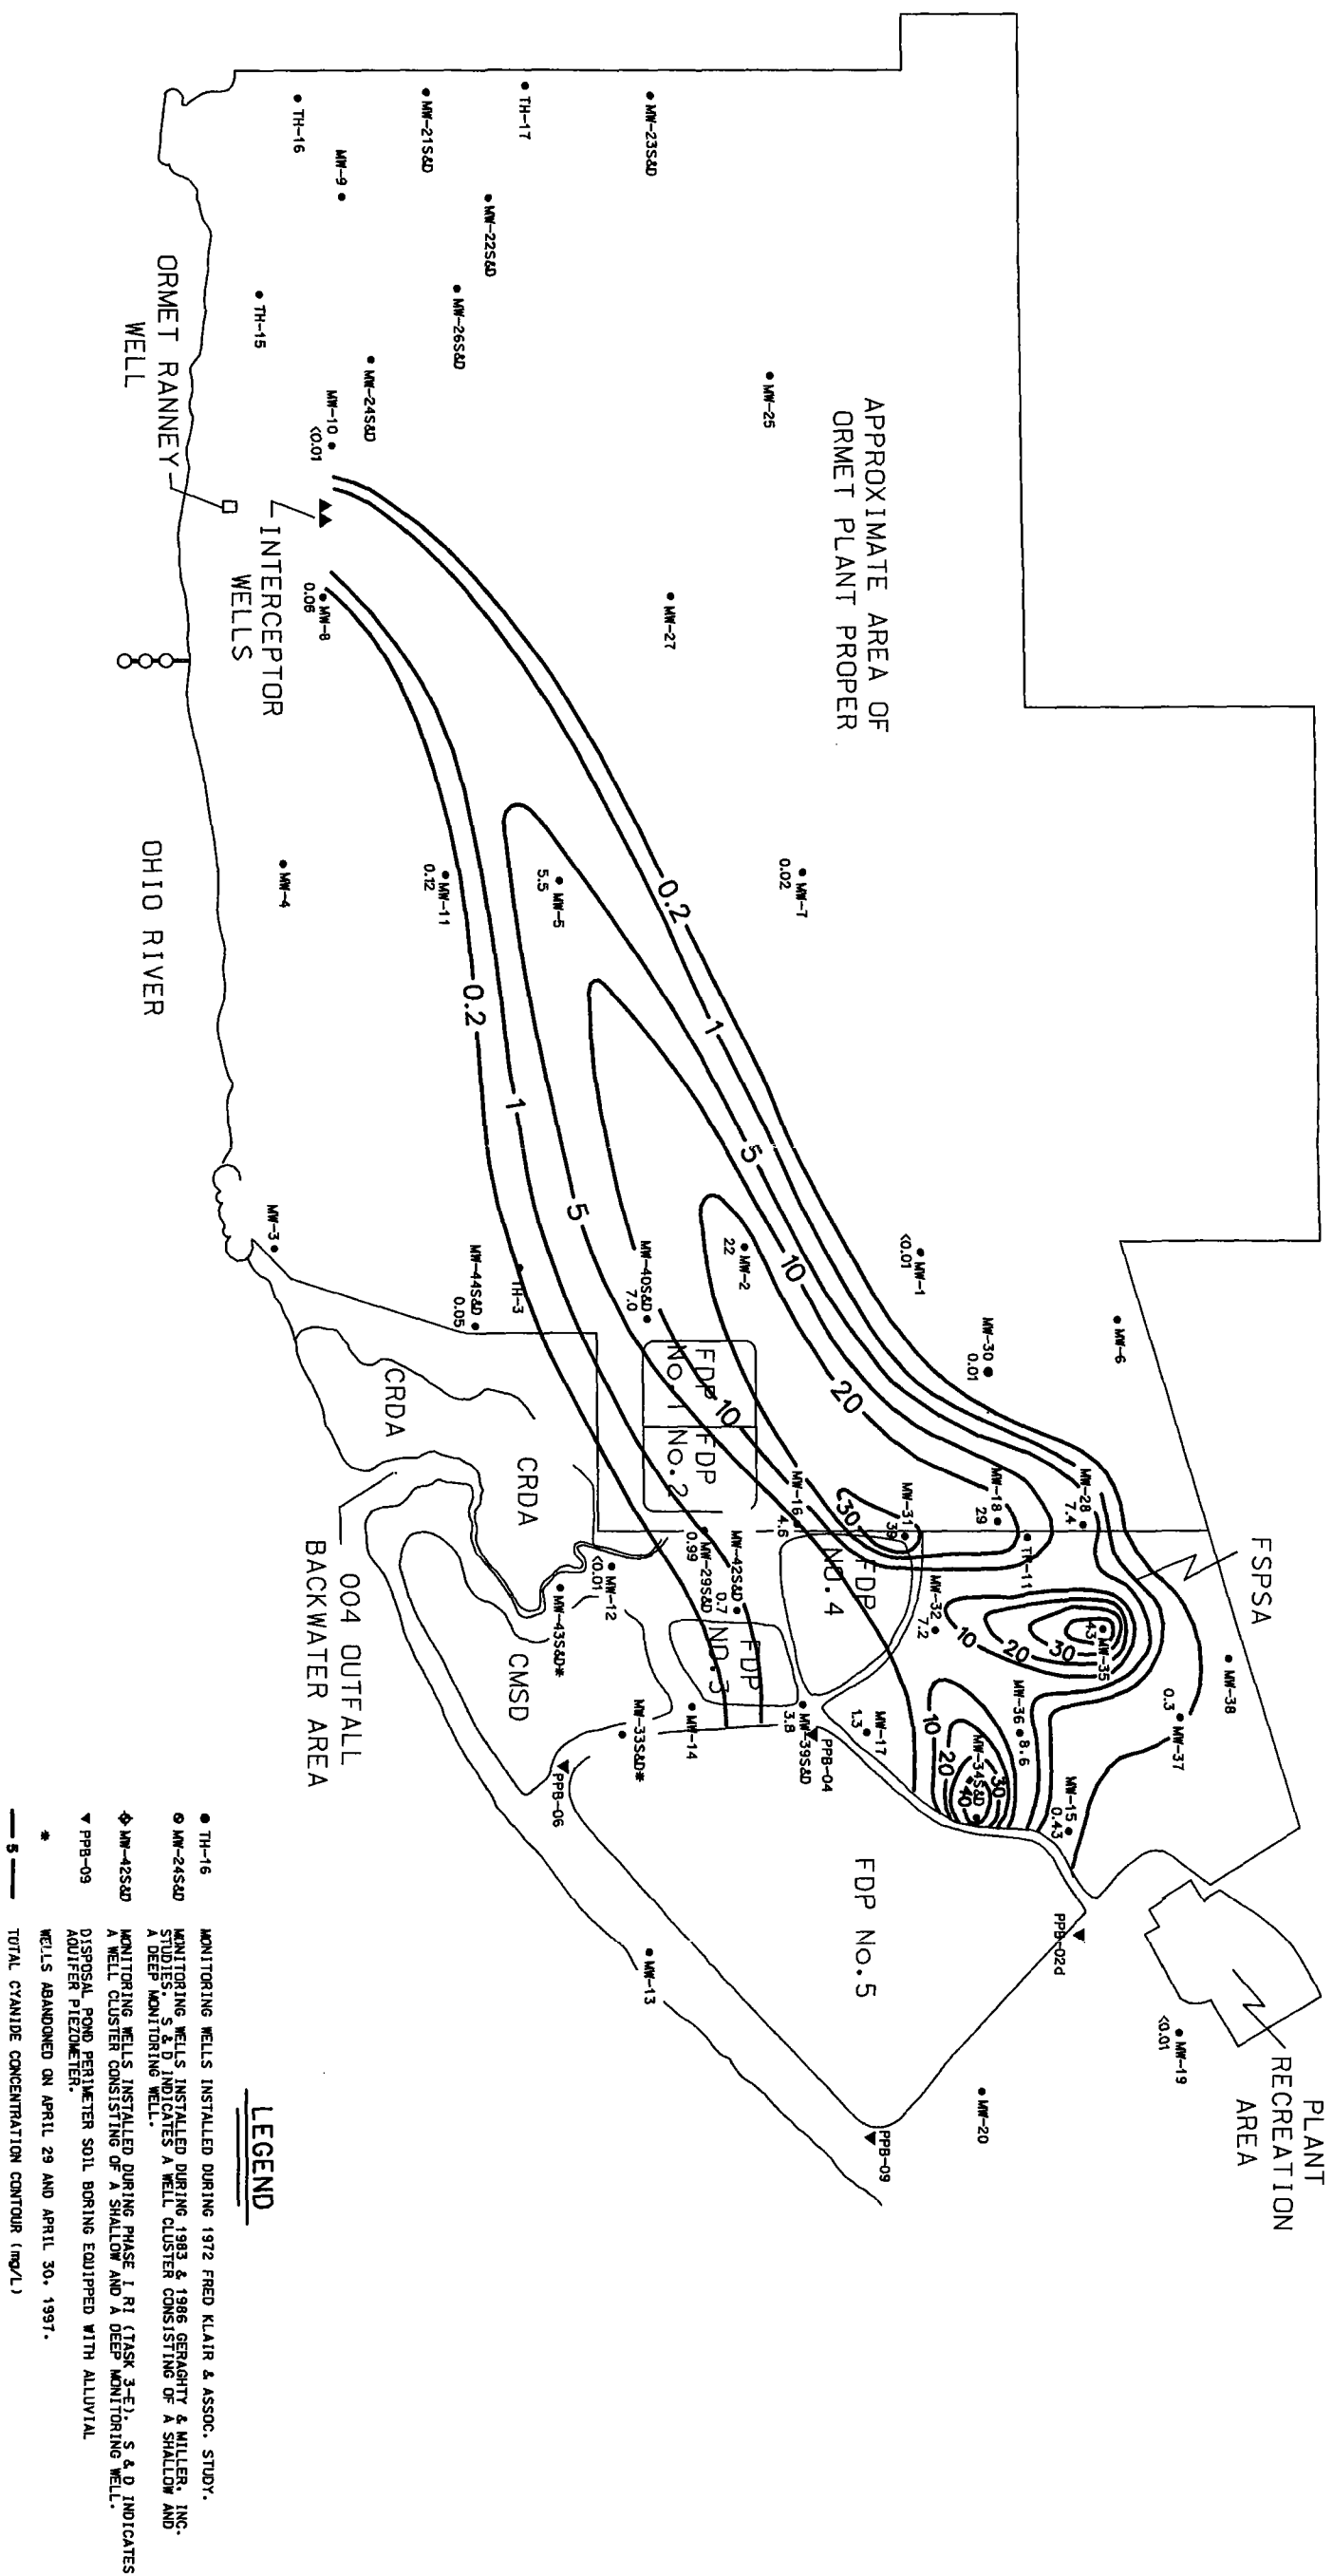 PLANT
RECREATION
AREA
FSPSA
APPROXIMATE AREA OF
ORMET PLANT PROPER
ORMET RANNEY
WELL
INTERCEPTOR
WELLS
OHIO RIVER
004 OUTFALL
BACKWATER AREA
CRDA
CRDA
CMSD
FDP
No. 1
FDP
No. 2
FDP
NO. 3
FDP
NO. 4
FDP No. 5
TH-16
MW-9
MW-21S&D
TH-17
MW-23S&D
MW-22S&D
MW-26S&D
TH-15
MW-24S&D
MW-10
<0.01
MW-25
MW-8
0.06
MW-27
MW-7
0.02
MW-5
5.5
MW-11
0.12
MW-4
MW-3
MW-44S&D
0.05
TH-3
MW-40S&D
7.0
MW-2
22
MW-1
<0.01
MW-30
0.01
MW-6
MW-28
7.4
MW-18
29
TH-11
MW-31
39
MW-16
4.6
MW-32
7.2
MW-35
43
MW-38
MW-37
0.3
MW-36
8.6
MW-15
0.43
MW-34S&D
40
MW-17
1.3
MW-39S&D
3.8
PPB-04
MW-42S&D
0.7
MW-29S&D
0.99
MW-12
<0.01
MW-43S&D*
MW-14
MW-33S&D*
PPB-06
MW-13
PPB-02d
MW-19
<0.01
MW-20
PPB-09
0.2
0.2
1
1
5
5
10
10
20
30
10
20
30
10
20
30
LEGEND
TH-16 MONITORING WELLS INSTALLED DURING 1972 FRED KLAIR & ASSOC. STUDY.
MW-24S&D MONITORING WELLS INSTALLED DURING 1983 & 1986 GERAGHTY & MILLER, INC.
STUDIES. S & D INDICATES A WELL CLUSTER CONSISTING OF A SHALLOW AND
A DEEP MONITORING WELL.
MW-42S&D MONITORING WELLS INSTALLED DURING PHASE I RI (TASK 3-E). S & D INDICATES
A WELL CLUSTER CONSISTING OF A SHALLOW AND A DEEP MONITORING WELL.
PPB-09 DISPOSAL POND PERIMETER SOIL BORING EQUIPPED WITH ALLUVIAL
AQUIFER PIEZOMETER.
* WELLS ABANDONED ON APRIL 29 AND APRIL 30, 1997.
5 TOTAL CYANIDE CONCENTRATION CONTOUR (mg/L)